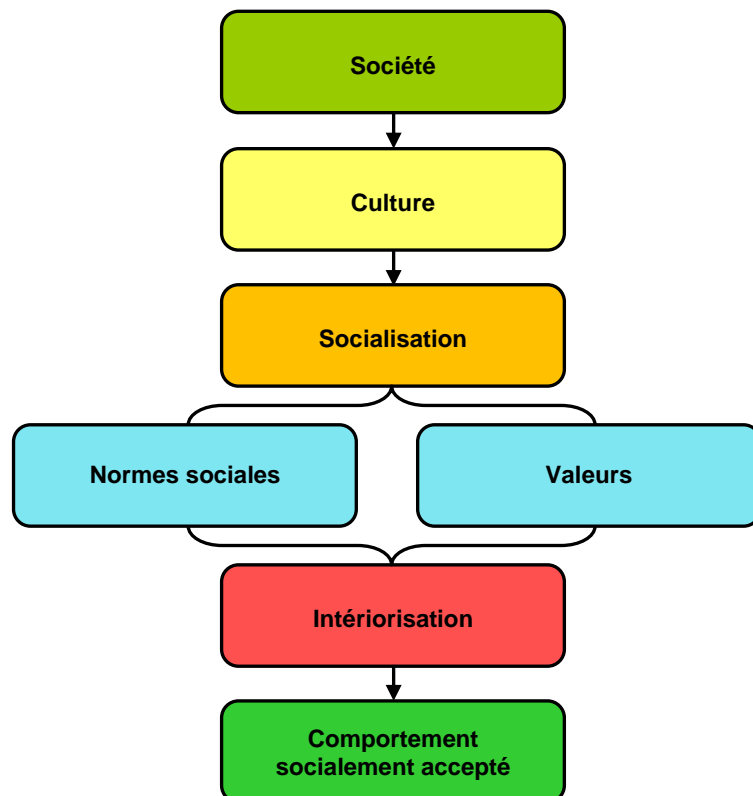 Société
Culture
Socialisation
Normes sociales
Valeurs
Intériorisation
Comportement
socialement accepté